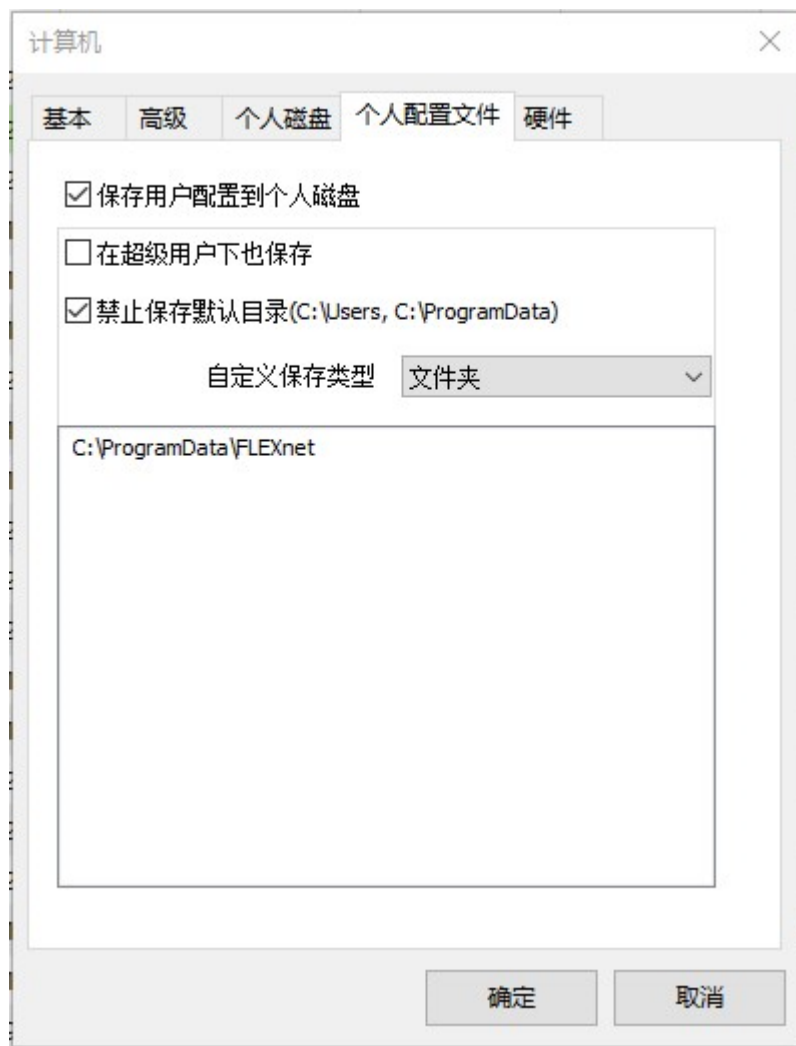 计算机
基本 高级 个人磁盘 个人配置文件 硬件
保存用户配置到个人磁盘
在超级用户下也保存
禁止保存默认目录(C:\Users, C:\ProgramData)
自定义保存类型 文件夹
C:\ProgramData\FLEXnet
确定 取消